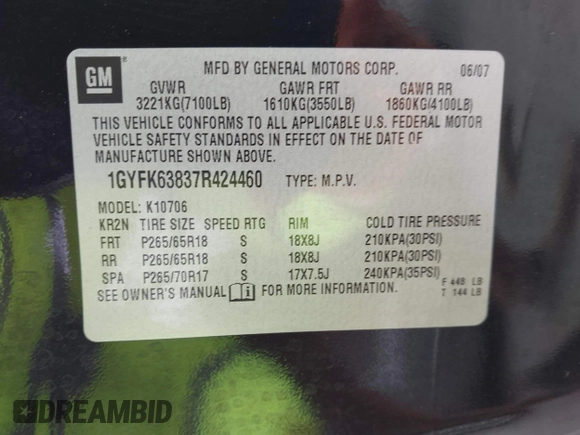 GM
MFD BY GENERAL MOTORS CORP. 06/07
GVWR GAWR FRT GAWR RR
3221KG(7100LB) 1610KG(3550LB) 1860KG(4100LB)
THIS VEHICLE CONFORMS TO ALL APPLICABLE U.S. FEDERAL MOTOR
VEHICLE SAFETY STANDARDS IN EFFECT ON THE DATE OF
MANUFACTURE SHOWN ABOVE.
1GYFK63837R424460 TYPE: M.P.V.
MODEL: K10706
KR2N TIRE SIZE SPEED RTG RIM COLD TIRE PRESSURE
FRT P265/65R18 S 18X8J 210KPA(30PSI)
RR P265/65R18 S 18X8J 210KPA(30PSI)
SPA P265/70R17 S 17X7.5J 240KPA(35PSI)
SEE OWNER'S MANUAL FOR MORE INFORMATION.
F 448 LB
T 144 LB
DREAMBID